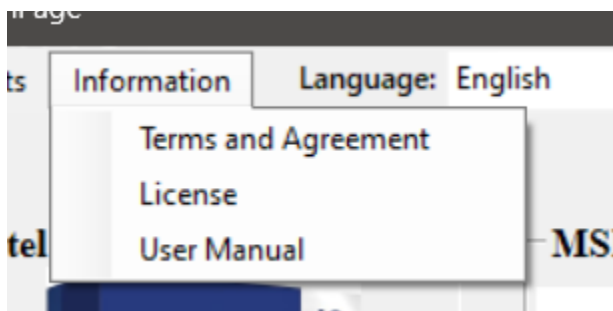 Information Language: English
Terms and Agreement
License
User Manual